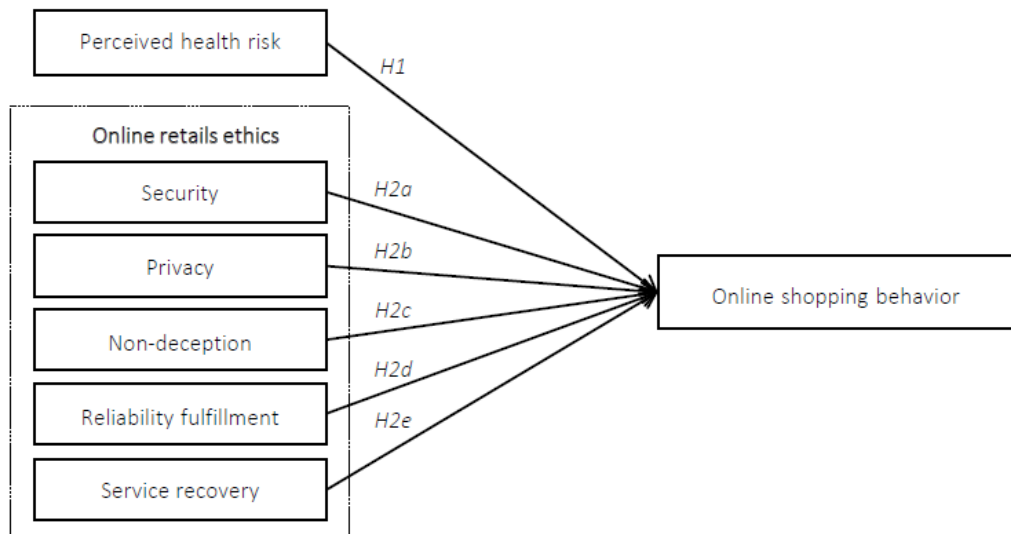 Perceived health risk
H1
Online retails ethics
Security
H2a
Privacy
H2b
Non-deception
H2c
Reliability fulfillment
H2d
Service recovery
H2e
Online shopping behavior